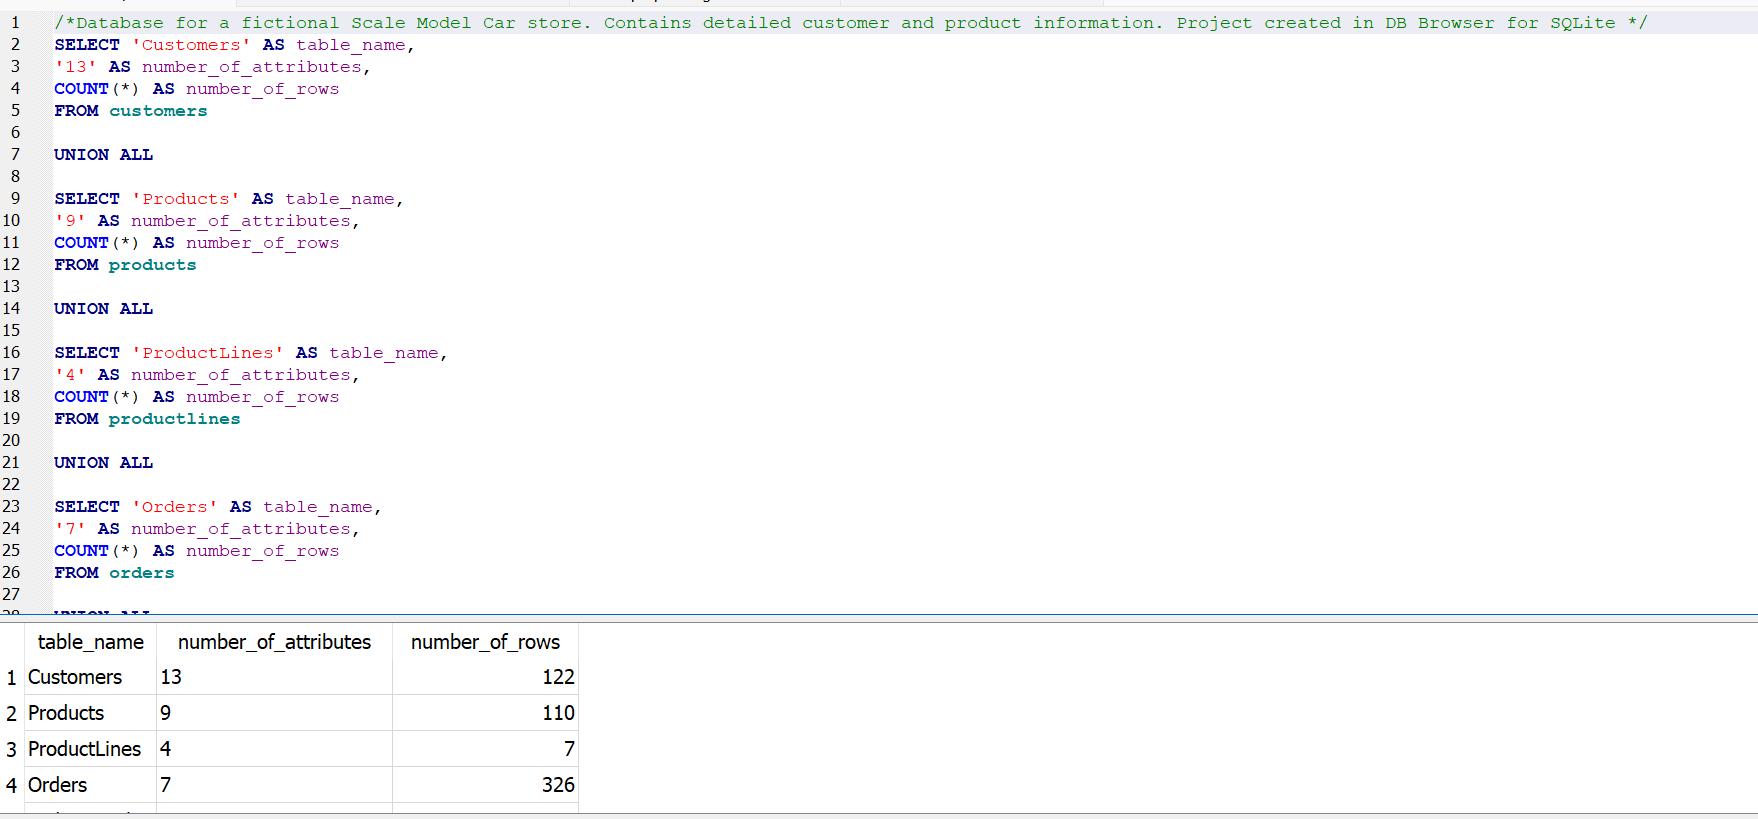 1 /*Database for a fictional Scale Model Car store. Contains detailed customer and product information. Project created in DB Browser for SQLite */
2 SELECT 'Customers' AS table_name,
3 '13' AS number_of_attributes,
4 COUNT(*) AS number_of_rows
5 FROM customers
6
7 UNION ALL
8
9 SELECT 'Products' AS table_name,
10 '9' AS number_of_attributes,
11 COUNT(*) AS number_of_rows
12 FROM products
13
14 UNION ALL
15
16 SELECT 'ProductLines' AS table_name,
17 '4' AS number_of_attributes,
18 COUNT(*) AS number_of_rows
19 FROM productlines
20
21 UNION ALL
22
23 SELECT 'Orders' AS table_name,
24 '7' AS number_of_attributes,
25 COUNT(*) AS number_of_rows
26 FROM orders
27
28 UNION ALL
table_name number_of_attributes number_of_rows
1 Customers 13 122
2 Products 9 110
3 ProductLines 4 7
4 Orders 7 326